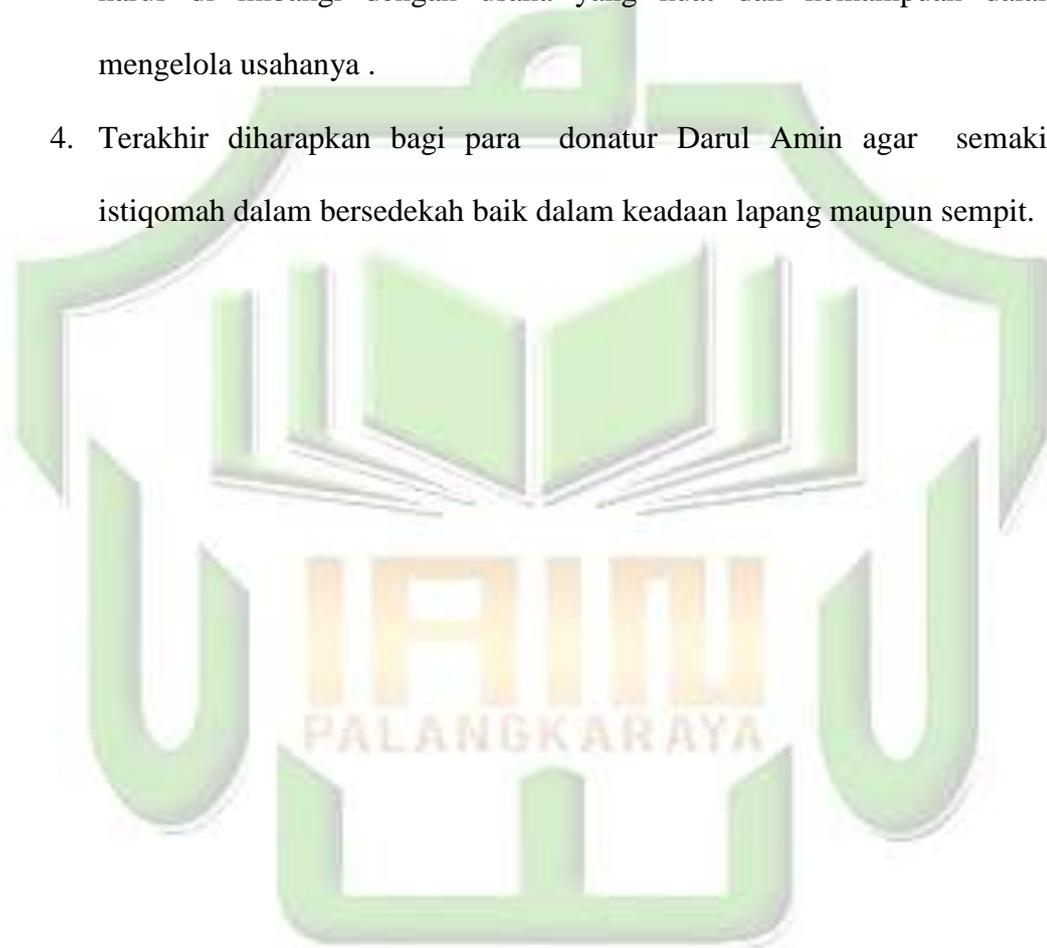 mengelola usahanya .
4. Terakhir diharapkan bagi para donatur Darul Amin agar semaki
istiqomah dalam bersedekah baik dalam keadaan lapang maupun sempit.
IAIN
PALANGKARAYA